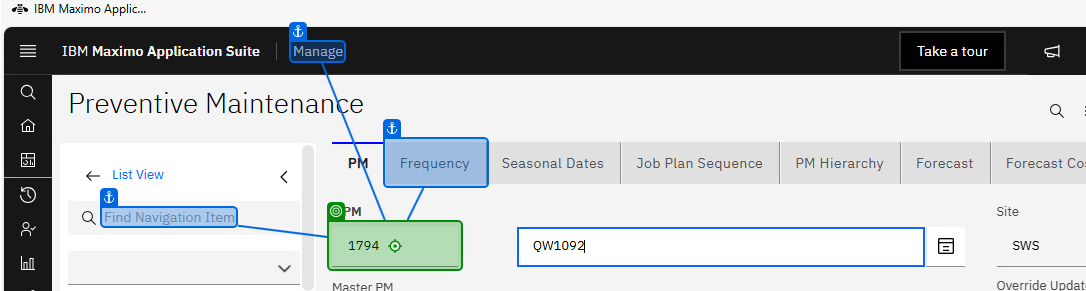 IBM Maximo Applic...
IBM Maximo Application Suite Manage Take a tour
Preventive Maintenance
PM Frequency Seasonal Dates Job Plan Sequence PM Hierarchy Forecast Forecast Co
List View
Find Navigation Item
PM Site
1794 QW1092 SWS
Master PM Override Updat